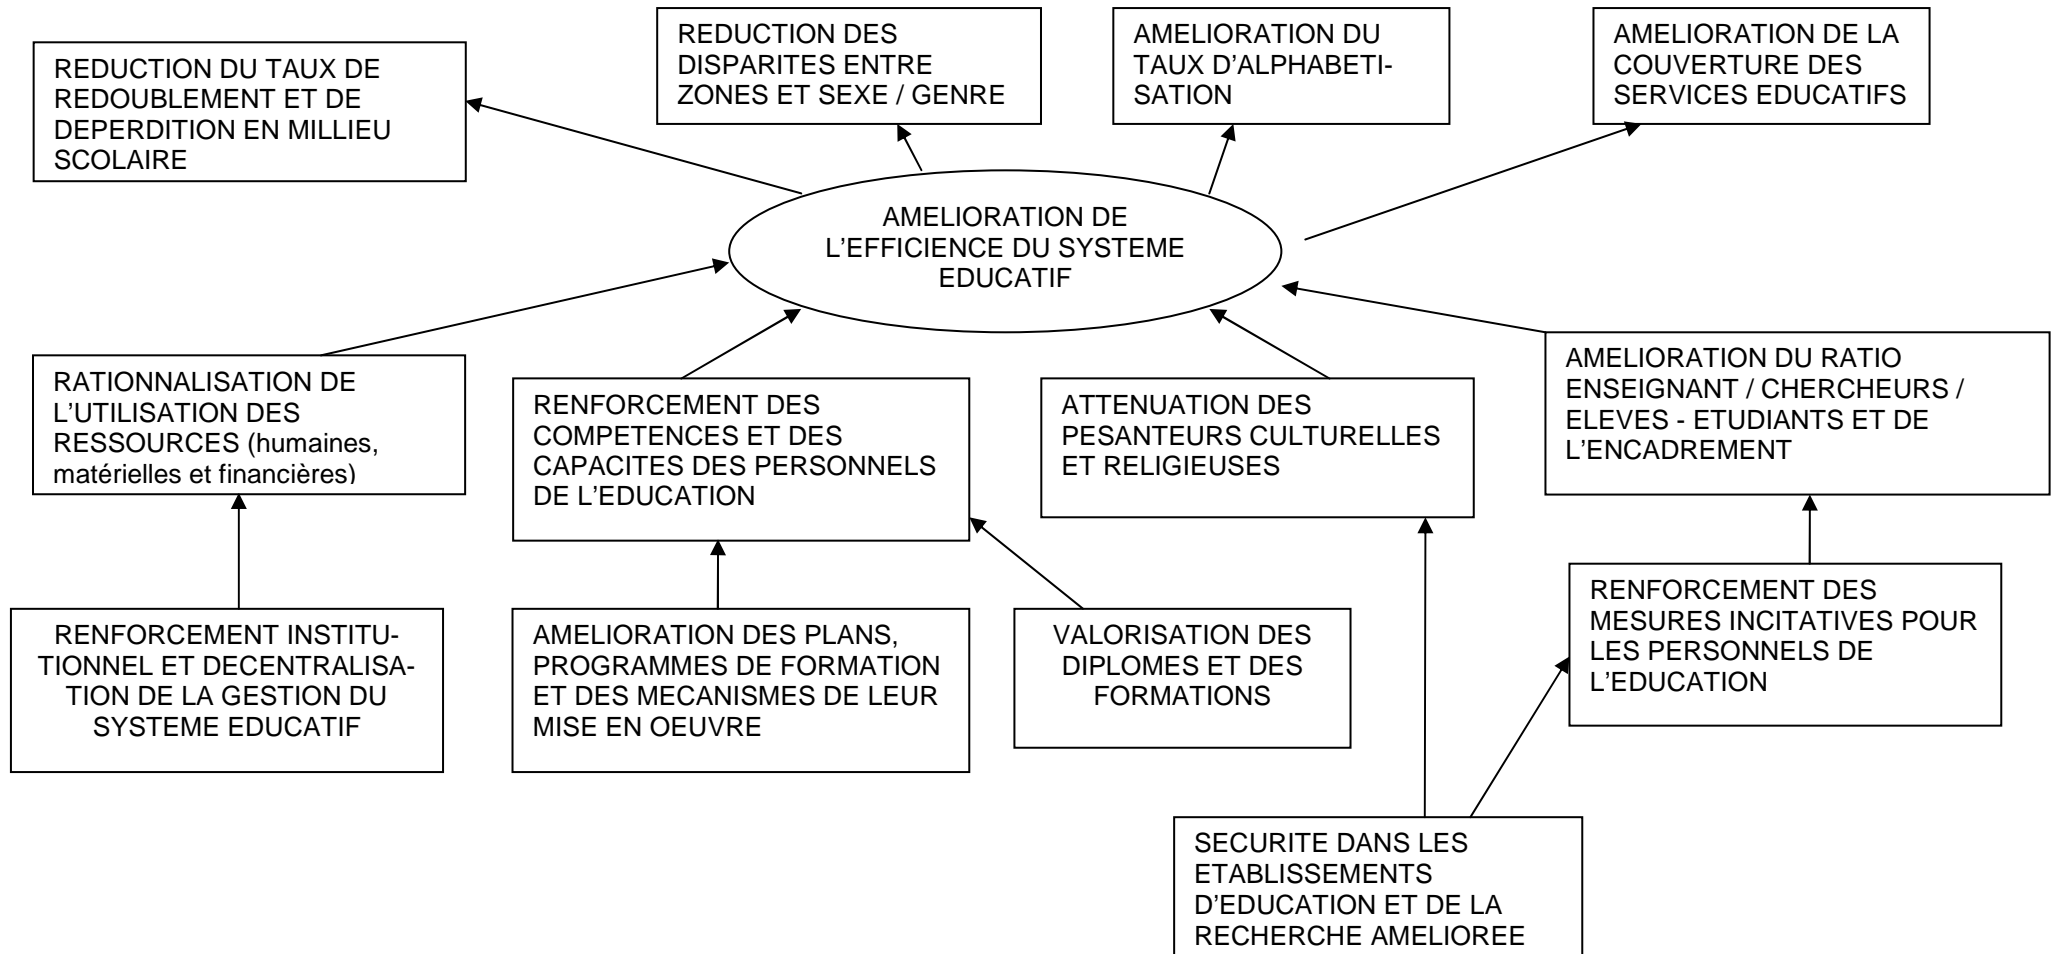 REDUCTION DU TAUX DE
REDOUBLEMENT ET DE
DEPERDITION EN MILLIEU
SCOLAIRE
REDUCTION DES
DISPARITES ENTRE
ZONES ET SEXE / GENRE
AMELIORATION DU
TAUX D’ALPHABETI-
SATION
AMELIORATION DE LA
COUVERTURE DES
SERVICES EDUCATIFS
AMELIORATION DE
L’EFFICIENCE DU SYSTEME
EDUCATIF
RATIONNALISATION DE
L’UTILISATION DES
RESSOURCES (humaines,
matérielles et financières)
RENFORCEMENT DES
COMPETENCES ET DES
CAPACITES DES PERSONNELS
DE L’EDUCATION
ATTENUATION DES
PESANTEURS CULTURELLES
ET RELIGIEUSES
AMELIORATION DU RATIO
ENSEIGNANT / CHERCHEURS /
ELEVES - ETUDIANTS ET DE
L’ENCADREMENT
RENFORCEMENT INSTITU-
TIONNEL ET DECENTRALISA-
TION DE LA GESTION DU
SYSTEME EDUCATIF
AMELIORATION DES PLANS,
PROGRAMMES DE FORMATION
ET DES MECANISMES DE LEUR
MISE EN OEUVRE
VALORISATION DES
DIPLOMES ET DES
FORMATIONS
RENFORCEMENT DES
MESURES INCITATIVES POUR
LES PERSONNELS DE
L’EDUCATION
SECURITE DANS LES
ETABLISSEMENTS
D’EDUCATION ET DE LA
RECHERCHE AMELIOREE